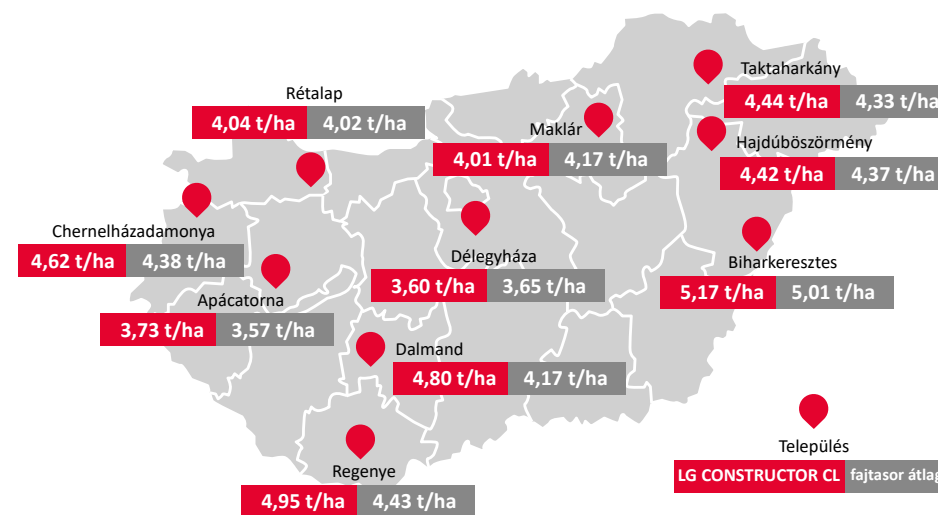 Taktaharkány
4,44 t/ha 4,33 t/ha
Rétalap
4,04 t/ha 4,02 t/ha
Maklár
4,01 t/ha 4,17 t/ha
Hajdúböszörmény
4,42 t/ha 4,37 t/ha
Chernelházadamonya
4,62 t/ha 4,38 t/ha
Délegyháza
3,60 t/ha 3,65 t/ha
Biharkeresztes
5,17 t/ha 5,01 t/ha
Apácatorna
3,73 t/ha 3,57 t/ha
Dalmand
4,80 t/ha 4,17 t/ha
Regenye
4,95 t/ha 4,43 t/ha
Település
LG CONSTRUCTOR CL fajtasor átlag